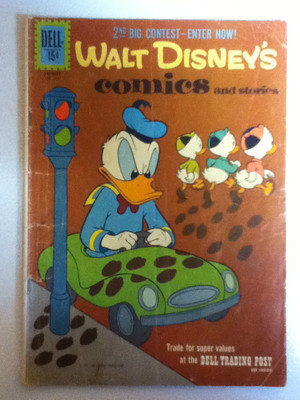 2ND BIG CONTEST-ENTER NOW!
DELL
15¢
WALT DISNEY'S
comics and stories
Trade for super values
at the DELL TRADING POST